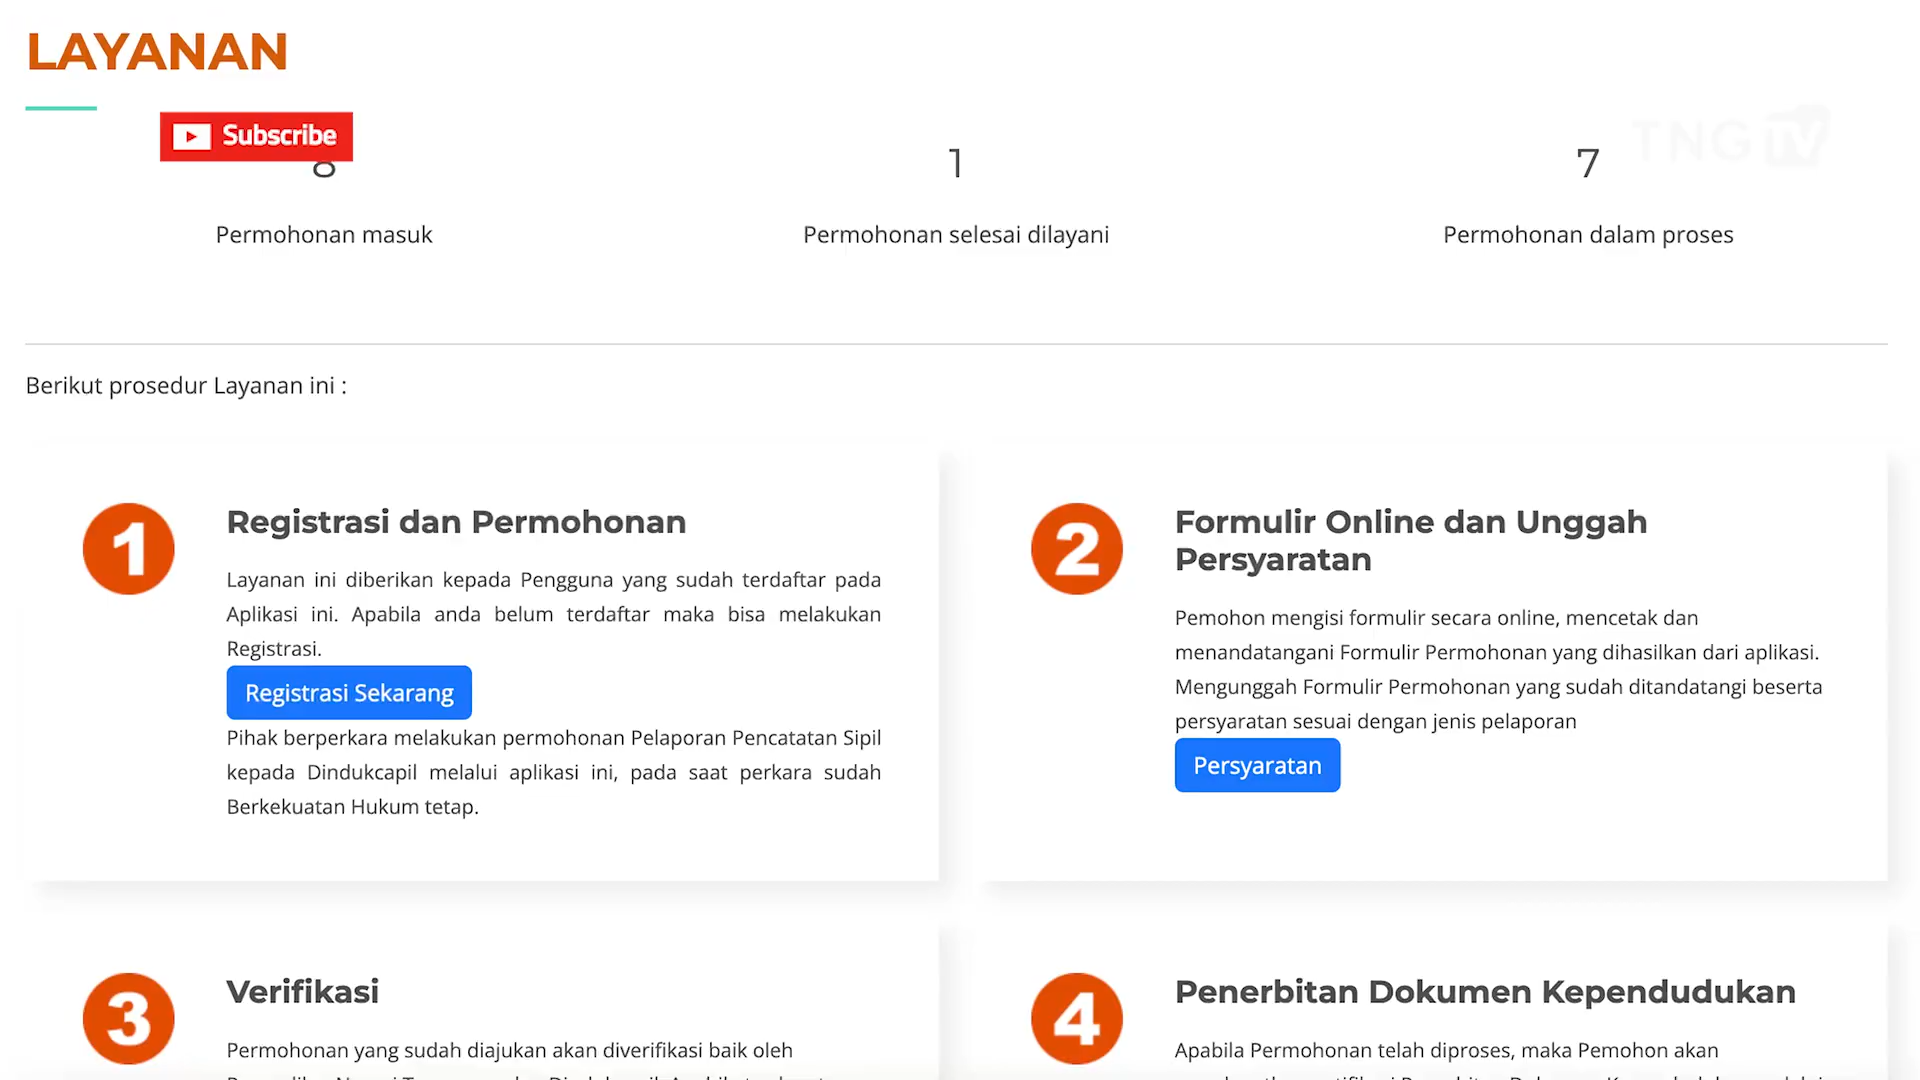 LAYANAN
Subscribe
TNG TV
1
7
Permohonan masuk
Permohonan selesai dilayani
Permohonan dalam proses
Berikut prosedur Layanan ini :
1
Registrasi dan Permohonan
Layanan ini diberikan kepada Pengguna yang sudah terdaftar pada
Aplikasi ini. Apabila anda belum terdaftar maka bisa melakukan
Registrasi.
Registrasi Sekarang
Pihak berperkara melakukan permohonan Pelaporan Pencatatan Sipil
kepada Dindukcapil melalui aplikasi ini, pada saat perkara sudah
Berkekuatan Hukum tetap.
2
Formulir Online dan Unggah
Persyaratan
Pemohon mengisi formulir secara online, mencetak dan
menandatangani Formulir Permohonan yang dihasilkan dari aplikasi.
Mengunggah Formulir Permohonan yang sudah ditandatangi beserta
persyaratan sesuai dengan jenis pelaporan
Persyaratan
3
Verifikasi
Permohonan yang sudah diajukan akan diverifikasi baik oleh
4
Penerbitan Dokumen Kependudukan
Apabila Permohonan telah diproses, maka Pemohon akan